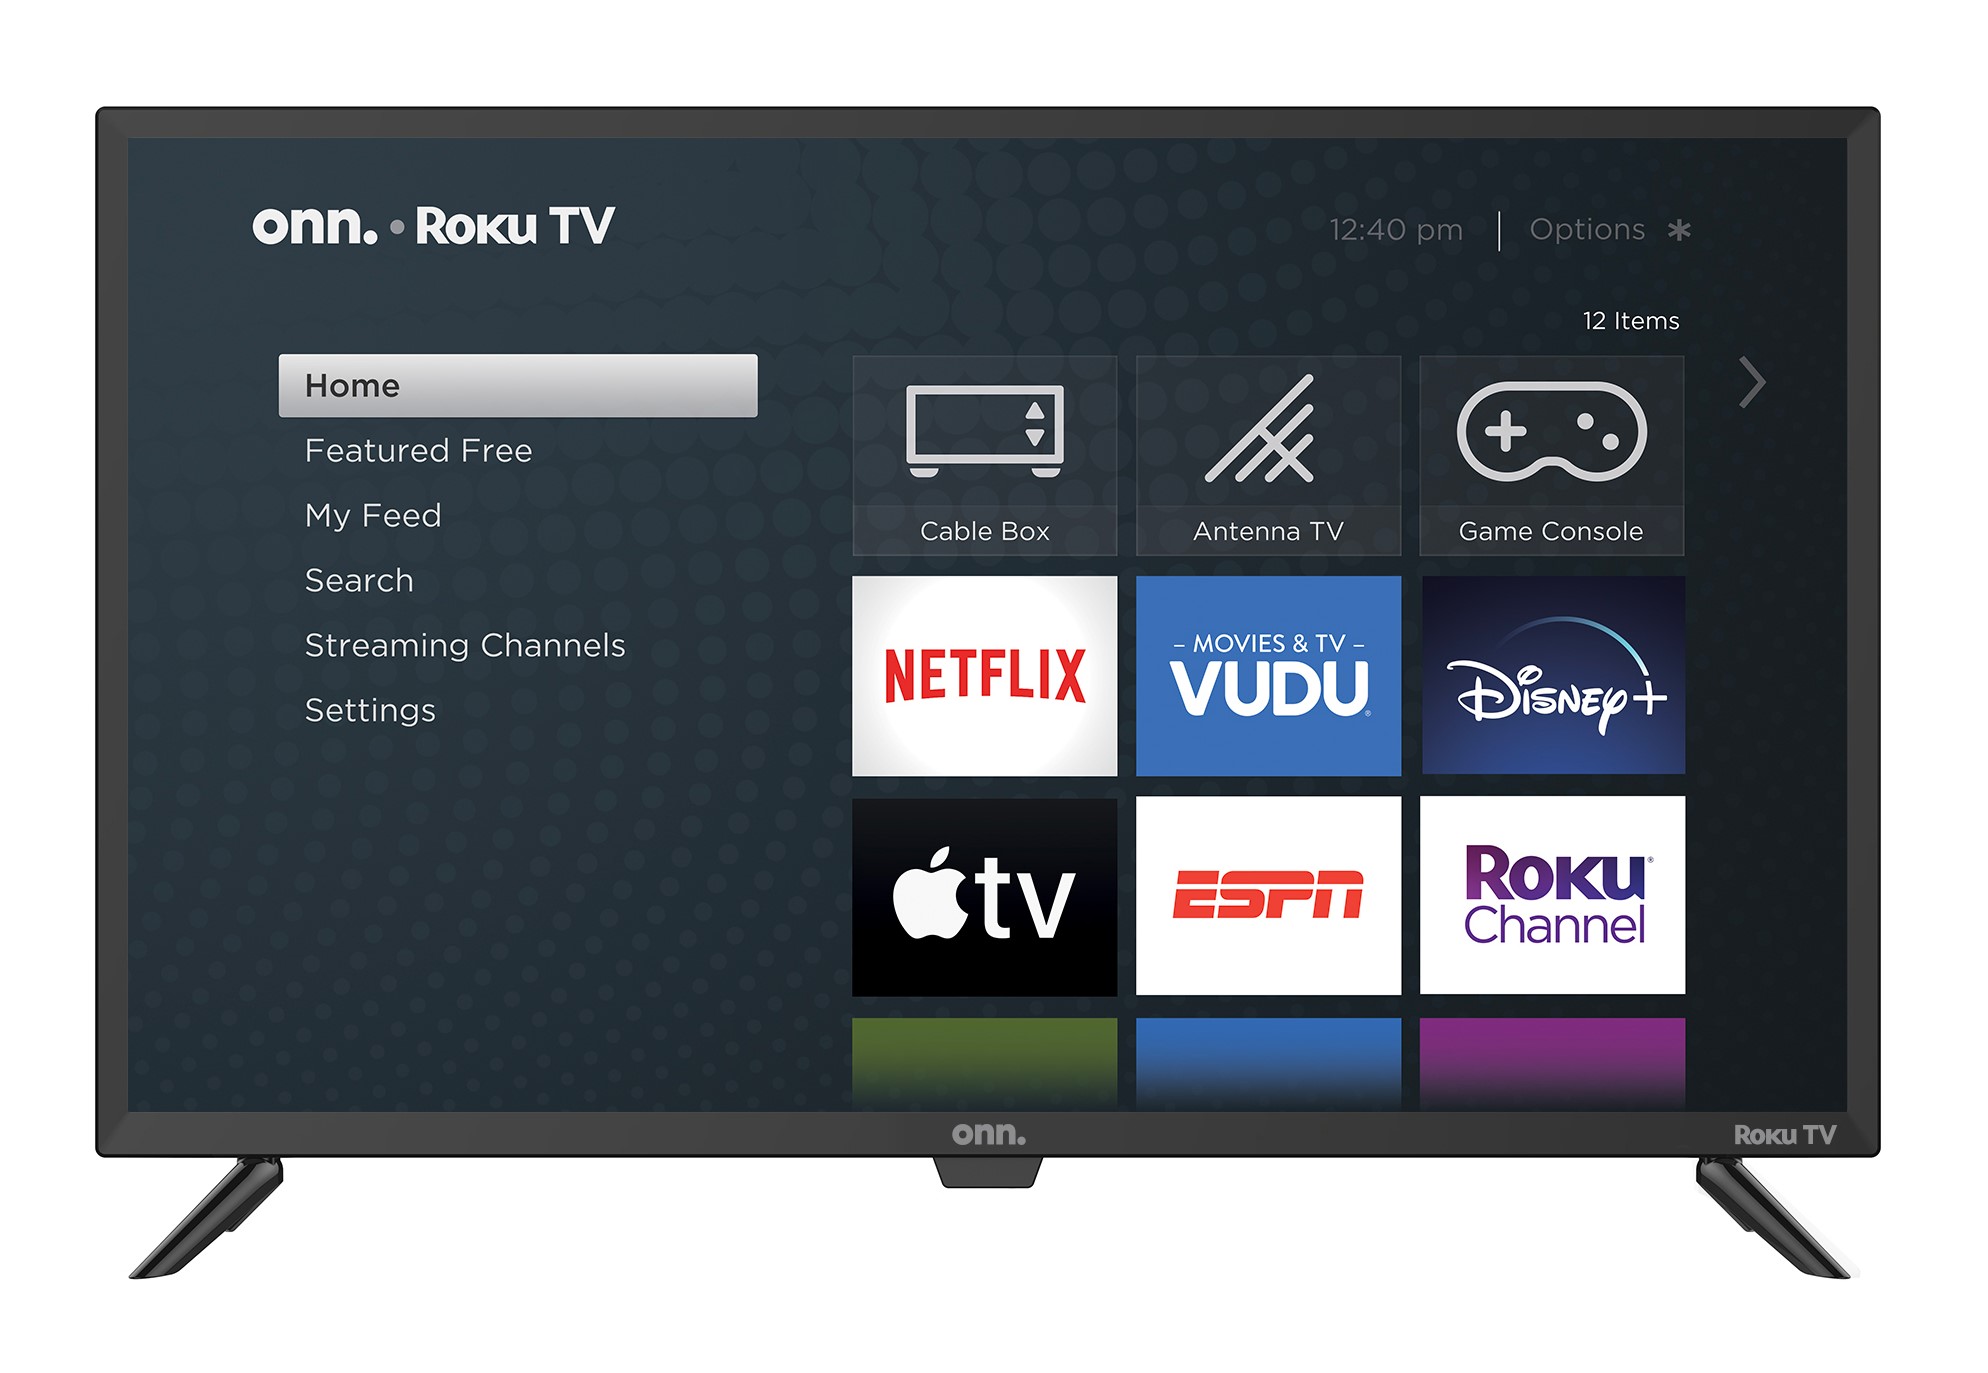 onn. • Roku TV
12:40 pm | Options *
12 Items
Home
Featured Free
My Feed
Search
Streaming Channels
Settings
Cable Box
Antenna TV
Game Console
NETFLIX
– MOVIES & TV –
VUDU
Disney+
tv
ESPN
Roku
Channel
onn.
Roku TV